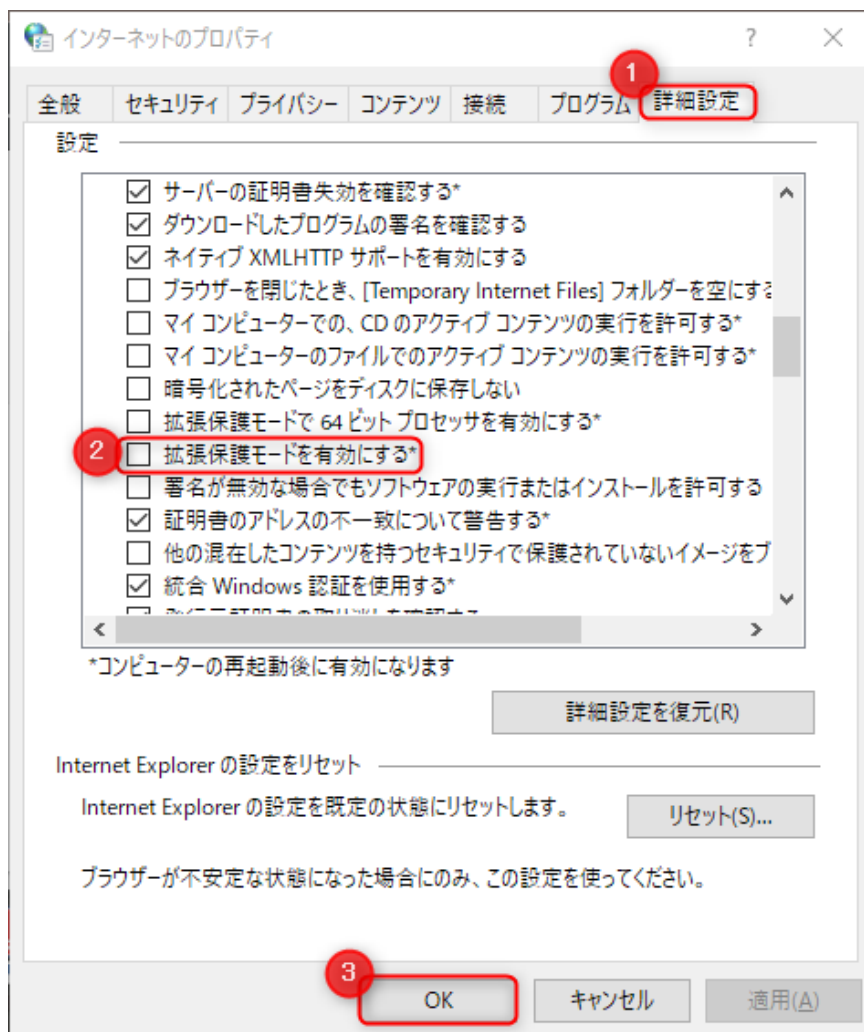 インターネットのプロパティ
?
1
全般 セキュリティ プライバシー コンテンツ 接続 プログラム 詳細設定
設定
サーバーの証明書失効を確認する*
ダウンロードしたプログラムの署名を確認する
ネイティブ XMLHTTP サポートを有効にする
ブラウザーを閉じたとき、[Temporary Internet Files] フォルダーを空にする
マイ コンピューターでの、CD のアクティブ コンテンツの実行を許可する*
マイ コンピューターのファイルでのアクティブ コンテンツの実行を許可する*
暗号化されたページをディスクに保存しない
拡張保護モードで 64 ビット プロセッサを有効にする*
2 拡張保護モードを有効にする*
署名が無効な場合でもソフトウェアの実行またはインストールを許可する
証明書のアドレスの不一致について警告する*
他の混在したコンテンツを持つセキュリティで保護されていないイメージをブ
統合 Windows 認証を使用する*
*コンピューターの再起動後に有効になります
詳細設定を復元(R)
Internet Explorer の設定をリセット
Internet Explorer の設定を既定の状態にリセットします。
リセット(S)...
ブラウザーが不安定な状態になった場合にのみ、この設定を使ってください。
3
OK キャンセル 適用(A)